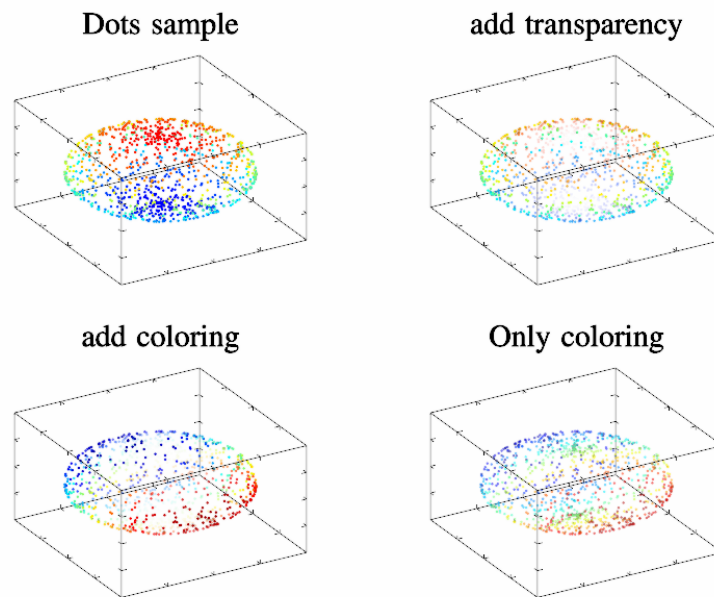 Dots sample
add transparency
add coloring
Only coloring